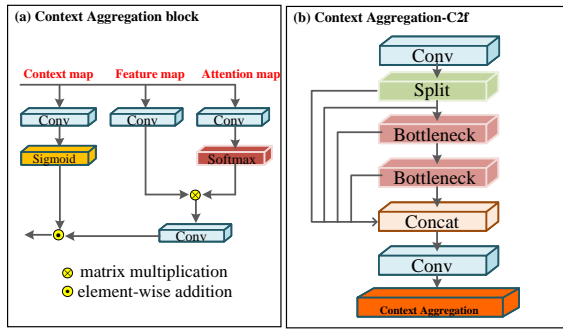 (a) Context Aggregation block
Context map Feature map Attention map
Conv Conv Conv
Sigmoid Softmax
Conv
matrix multiplication
element-wise addition
(b) Context Aggregation-C2f
Conv
Split
Bottleneck
Bottleneck
Concat
Conv
Context Aggregation